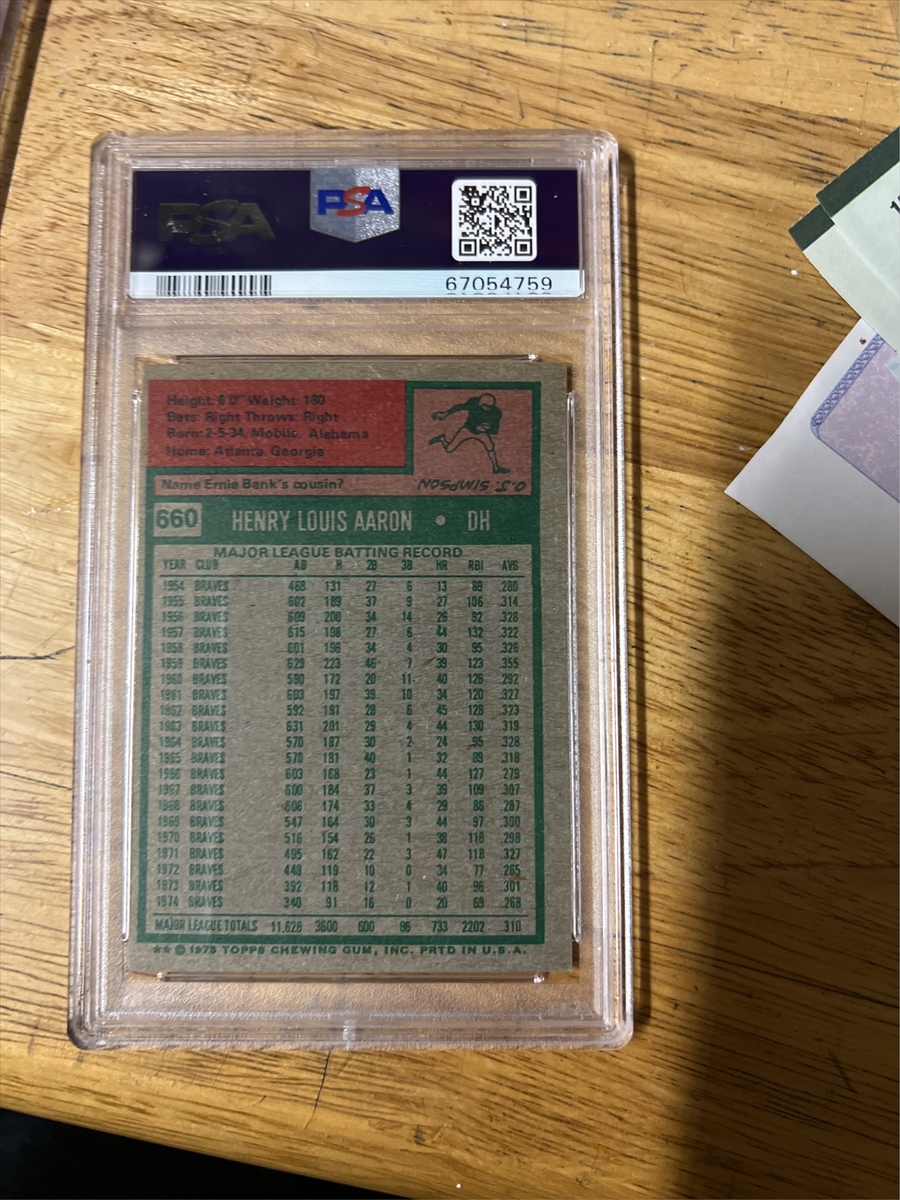 PSA PSA
67054759
Height: 6'0" Weight: 180
Bats: Right Throws: Right
Born: 2-5-34, Mobile, Alabama
Home: Atlanta, Georgia
Name Ernie Bank's cousin?
O.J. SIMPSON
660 HENRY LOUIS AARON • DH
MAJOR LEAGUE BATTING RECORD
YEAR CLUB AB H 2B 3B HR RBI AVG
1954 BRAVES 468 131 27 6 13 69 .280
1955 BRAVES 602 189 37 9 27 106 .314
1956 BRAVES 609 200 34 14 26 92 .328
1957 BRAVES 615 198 27 6 44 132 .322
1958 BRAVES 601 196 34 4 30 95 .326
1959 BRAVES 629 223 46 7 39 123 .355
1960 BRAVES 590 172 20 11 40 126 .292
1961 BRAVES 603 197 39 10 34 120 .327
1962 BRAVES 592 191 28 6 45 128 .323
1963 BRAVES 631 201 29 4 44 130 .319
1964 BRAVES 570 187 30 2 24 95 .328
1965 BRAVES 570 181 40 1 32 89 .318
1966 BRAVES 603 168 23 1 44 127 .279
1967 BRAVES 600 184 37 3 39 109 .307
1968 BRAVES 606 174 33 4 29 86 .287
1969 BRAVES 547 164 30 3 44 97 .300
1970 BRAVES 516 154 26 1 38 118 .298
1971 BRAVES 495 162 22 3 47 118 .327
1972 BRAVES 449 119 10 0 34 77 .265
1973 BRAVES 392 118 12 1 40 96 .301
1974 BRAVES 340 91 16 0 20 69 .268
MAJOR LEAGUE TOTALS 11,628 3600 600 96 733 2202 .310
** © 1975 TOPPS CHEWING GUM, INC. PRTD IN U.S.A.